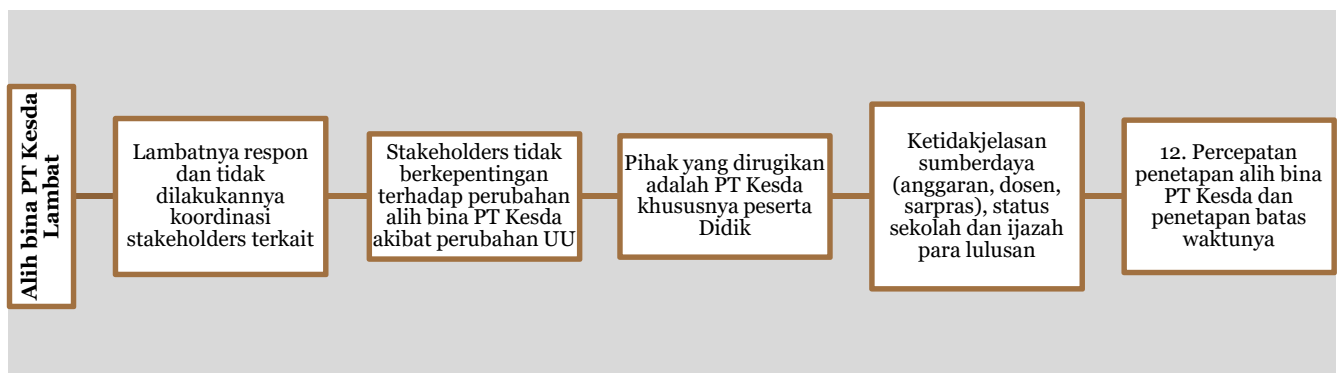 Alih bina PT Kesda
Lambat
Lambatnya respon
dan tidak
dilakukannya
koordinasi
stakeholders terkait
Stakeholders tidak
berkepentingan
terhadap perubahan
alih bina PT Kesda
akibat perubahan UU
Pihak yang dirugikan
adalah PT Kesda
khususnya peserta
Didik
Ketidakjelasan
sumberdaya
(anggaran, dosen,
sarpras), status
sekolah dan ijazah
para lulusan
12. Percepatan
penetapan alih bina
PT Kesda dan
penetapan batas
waktunya